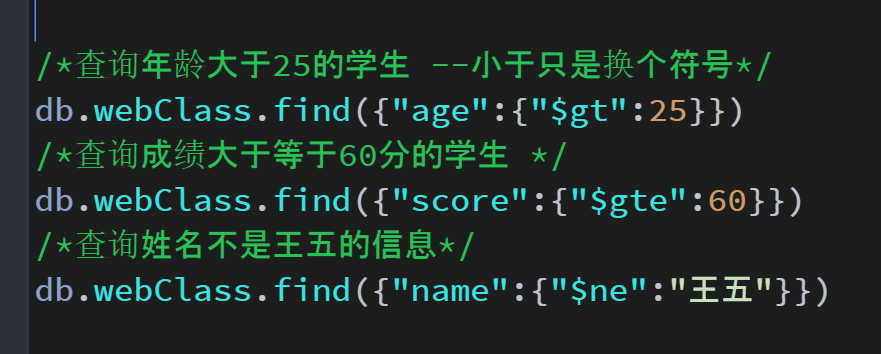 /*查询年龄大于25的学生 --小于只是换个符号*/
db.webClass.find({"age":{"$gt":25}})
/*查询成绩大于等于60分的学生 */
db.webClass.find({"score":{"$gte":60}})
/*查询姓名不是王五的信息*/
db.webClass.find({"name":{"$ne":"王五"}})